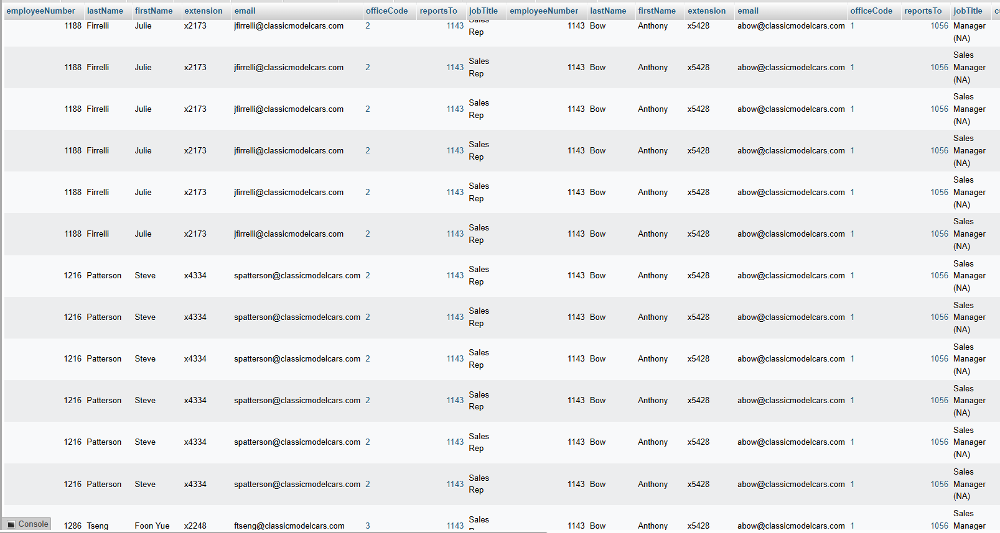 employeeNumber lastName firstName extension email officeCode reportsTo jobTitle employeeNumber lastName firstName extension email officeCode reportsTo jobTitle
1188 Firrelli Julie x2173 jfirrelli@classicmodelcars.com 2 1143 Sales Rep 1143 Bow Anthony x5428 abow@classicmodelcars.com 1 1056 Manager (NA)
1188 Firrelli Julie x2173 jfirrelli@classicmodelcars.com 2 1143 Sales Rep 1143 Bow Anthony x5428 abow@classicmodelcars.com 1 1056 Sales Manager (NA)
1188 Firrelli Julie x2173 jfirrelli@classicmodelcars.com 2 1143 Sales Rep 1143 Bow Anthony x5428 abow@classicmodelcars.com 1 1056 Sales Manager (NA)
1188 Firrelli Julie x2173 jfirrelli@classicmodelcars.com 2 1143 Sales Rep 1143 Bow Anthony x5428 abow@classicmodelcars.com 1 1056 Sales Manager (NA)
1188 Firrelli Julie x2173 jfirrelli@classicmodelcars.com 2 1143 Sales Rep 1143 Bow Anthony x5428 abow@classicmodelcars.com 1 1056 Sales Manager (NA)
1188 Firrelli Julie x2173 jfirrelli@classicmodelcars.com 2 1143 Sales Rep 1143 Bow Anthony x5428 abow@classicmodelcars.com 1 1056 Sales Manager (NA)
1216 Patterson Steve x4334 spatterson@classicmodelcars.com 2 1143 Sales Rep 1143 Bow Anthony x5428 abow@classicmodelcars.com 1 1056 Sales Manager (NA)
1216 Patterson Steve x4334 spatterson@classicmodelcars.com 2 1143 Sales Rep 1143 Bow Anthony x5428 abow@classicmodelcars.com 1 1056 Sales Manager (NA)
1216 Patterson Steve x4334 spatterson@classicmodelcars.com 2 1143 Sales Rep 1143 Bow Anthony x5428 abow@classicmodelcars.com 1 1056 Sales Manager (NA)
1216 Patterson Steve x4334 spatterson@classicmodelcars.com 2 1143 Sales Rep 1143 Bow Anthony x5428 abow@classicmodelcars.com 1 1056 Sales Manager (NA)
1216 Patterson Steve x4334 spatterson@classicmodelcars.com 2 1143 Sales Rep 1143 Bow Anthony x5428 abow@classicmodelcars.com 1 1056 Sales Manager (NA)
1216 Patterson Steve x4334 spatterson@classicmodelcars.com 2 1143 Sales Rep 1143 Bow Anthony x5428 abow@classicmodelcars.com 1 1056 Sales Manager (NA)
Console 1286 Tseng Foon Yue x2248 ftseng@classicmodelcars.com 3 1143 Sales 1143 Bow Anthony x5428 abow@classicmodelcars.com 1 1056 Sales Manager